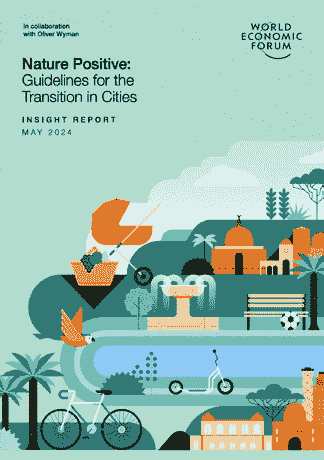 In collaboration
with Oliver Wyman
WORLD
ECONOMIC
FORUM
Nature Positive:
Guidelines for the
Transition in Cities
INSIGHT REPORT
MAY 2024